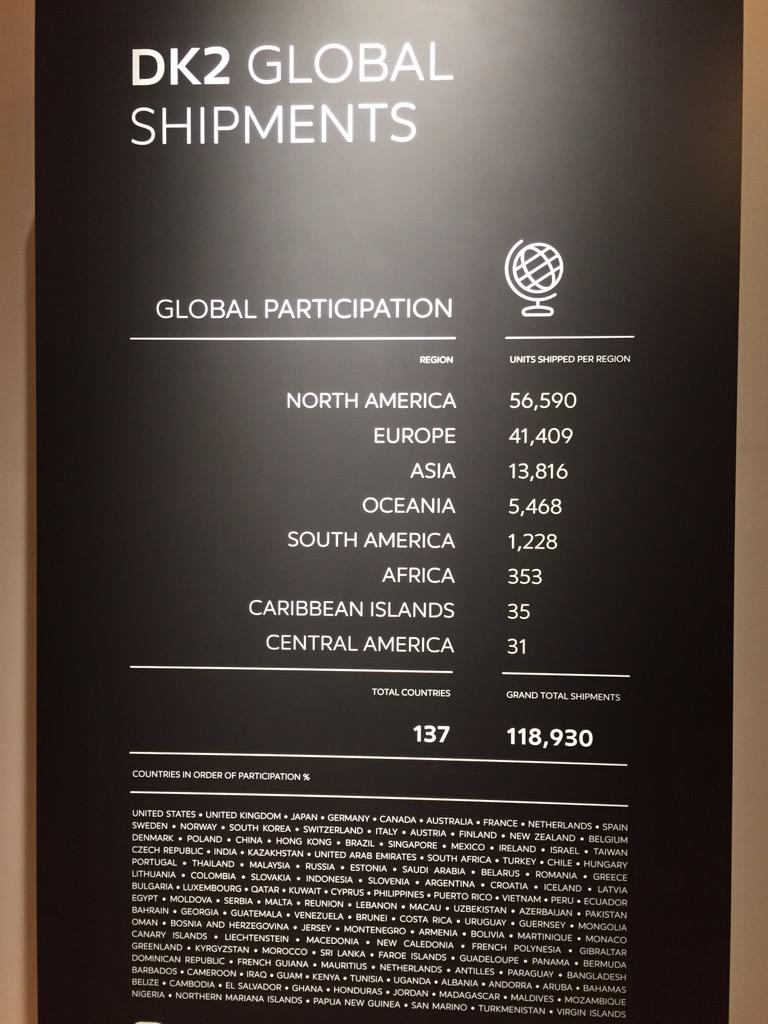 DK2 GLOBAL
SHIPMENTS
GLOBAL PARTICIPATION
REGION UNITS SHIPPED PER REGION
NORTH AMERICA 56,590
EUROPE 41,409
ASIA 13,816
OCEANIA 5,468
SOUTH AMERICA 1,228
AFRICA 353
CARIBBEAN ISLANDS 35
CENTRAL AMERICA 31
TOTAL COUNTRIES GRAND TOTAL SHIPMENTS
137 118,930
COUNTRIES IN ORDER OF PARTICIPATION %
UNITED STATES • UNITED KINGDOM • JAPAN • GERMANY • CANADA • AUSTRALIA • FRANCE • NETHERLANDS • SPAIN
SWEDEN • NORWAY • SOUTH KOREA • SWITZERLAND • ITALY • AUSTRIA • FINLAND • NEW ZEALAND • BELGIUM
DENMARK • POLAND • CHINA • HONG KONG • BRAZIL • SINGAPORE • MEXICO • IRELAND • ISRAEL • TAIWAN
CZECH REPUBLIC • INDIA • KAZAKHSTAN • UNITED ARAB EMIRATES • SOUTH AFRICA • TURKEY • CHILE • HUNGARY
PORTUGAL • THAILAND • MALAYSIA • RUSSIA • ESTONIA • SAUDI ARABIA • BELARUS • ROMANIA • GREECE
LITHUANIA • COLOMBIA • SLOVAKIA • INDONESIA • SLOVENIA • ARGENTINA • CROATIA • ICELAND • LATVIA
BULGARIA • LUXEMBOURG • QATAR • KUWAIT • CYPRUS • PHILIPPINES • PUERTO RICO • VIETNAM • PERU • ECUADOR
EGYPT • MOLDOVA • SERBIA • MALTA • REUNION • LEBANON • MACAU • UZBEKISTAN • AZERBAIJAN • PAKISTAN
BAHRAIN • GEORGIA • GUATEMALA • VENEZUELA • BRUNEI • COSTA RICA • URUGUAY • GUERNSEY • MONGOLIA
OMAN • BOSNIA AND HERZEGOVINA • JERSEY • MONTENEGRO • ARMENIA • BOLIVIA • MARTINIQUE • MONACO
CANARY ISLANDS • LIECHTENSTEIN • MACEDONIA • NEW CALEDONIA • FRENCH POLYNESIA • GIBRALTAR
GREENLAND • KYRGYZSTAN • MOROCCO • SRI LANKA • FAROE ISLANDS • GUADELOUPE • PANAMA • BERMUDA
DOMINICAN REPUBLIC • FRENCH GUIANA • MAURITIUS • NETHERLANDS • ANTILLES • PARAGUAY • BANGLADESH
BARBADOS • CAMEROON • IRAQ • GUAM • KENYA • TUNISIA • UGANDA • ALBANIA • ANDORRA • ARUBA • BAHAMAS
BELIZE • CAMBODIA • EL SALVADOR • GHANA • HONDURAS • JORDAN • MADAGASCAR • MALDIVES • MOZAMBIQUE
NIGERIA • NORTHERN MARIANA ISLANDS • PAPUA NEW GUINEA • SAN MARINO • TURKMENISTAN • VIRGIN ISLANDS